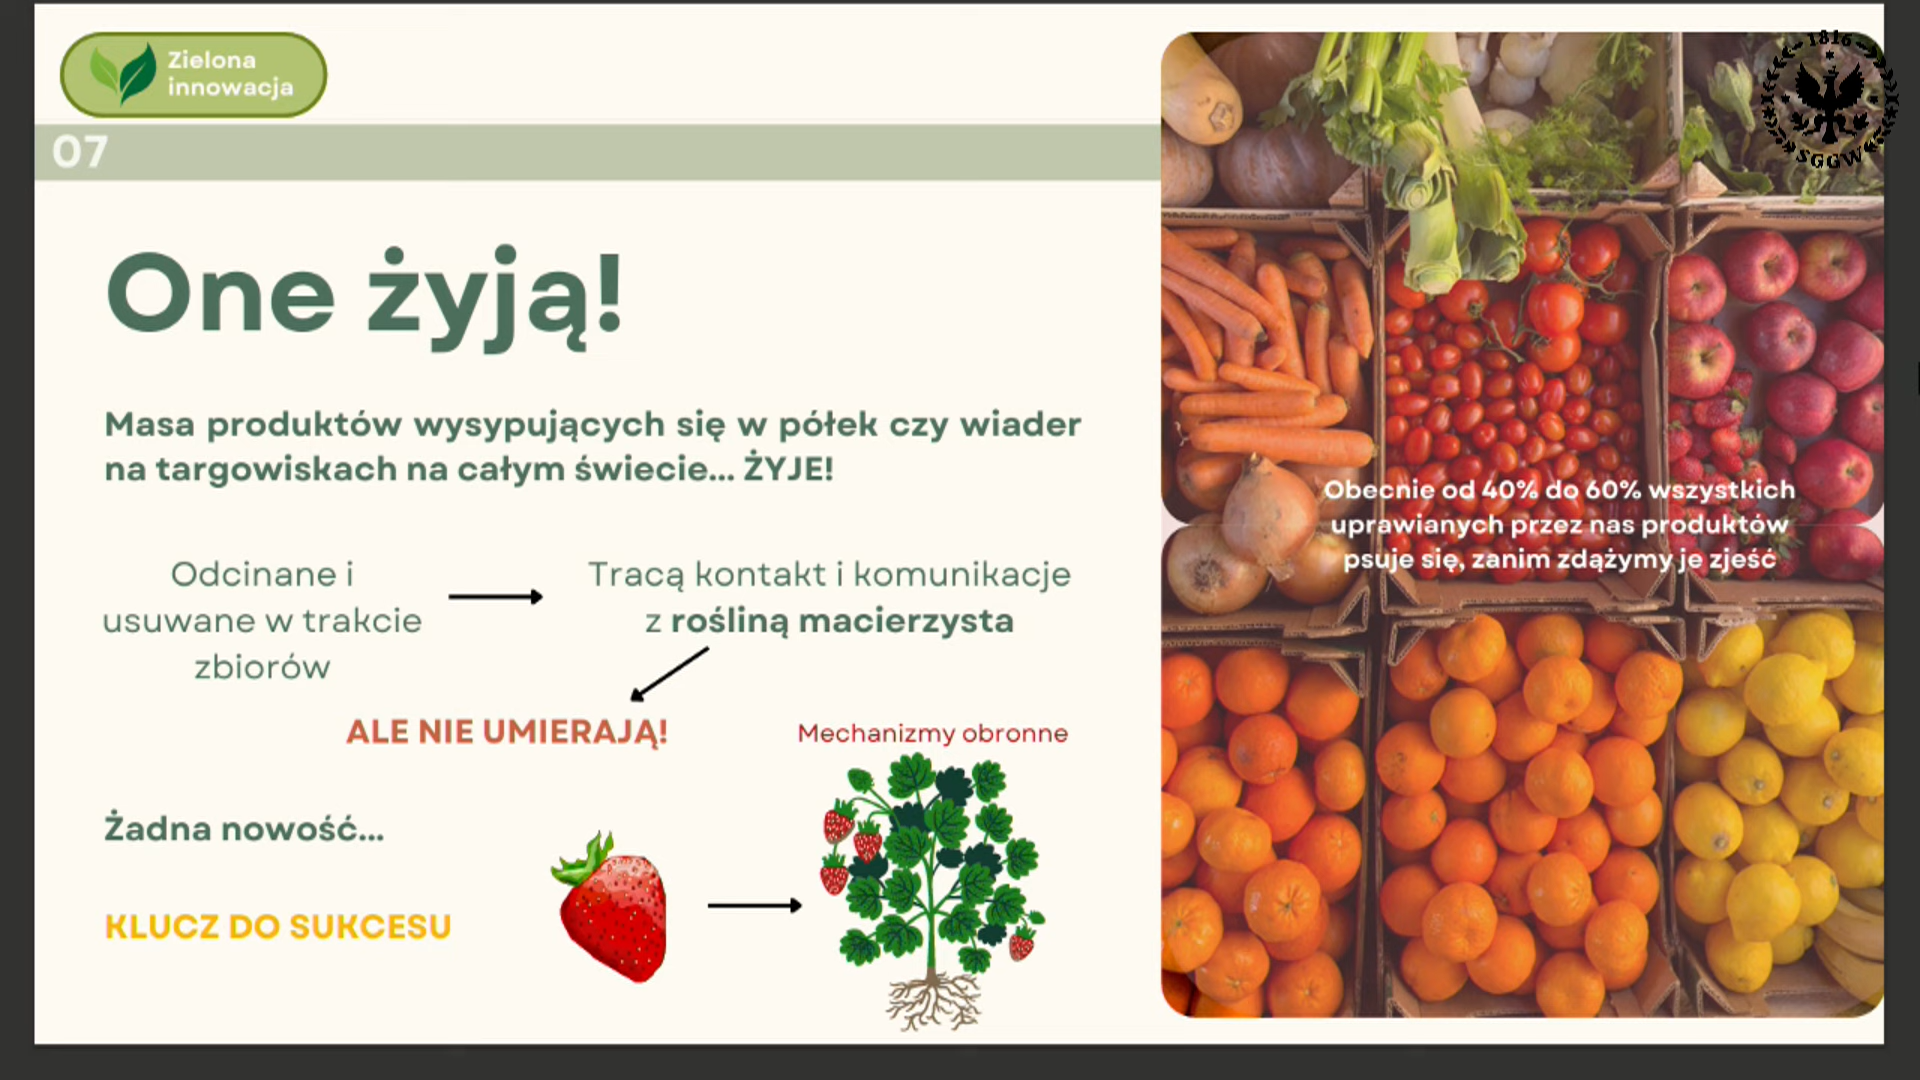 Zielona
innowacja
1816
SGGW
07
One żyją!
Masa produktów wysypujących się w półek czy wiader
na targowiskach na całym świecie... ŻYJE!
Odcinane i
usuwane w trakcie
zbiorów
Tracą kontakt i komunikacje
z rośliną macierzysta
ALE NIE UMIERAJĄ!
Mechanizmy obronne
Żadna nowość...
KLUCZ DO SUKCESU
Obecnie od 40% do 60% wszystkich
uprawianych przez nas produktów
psuje się, zanim zdążymy je zjeść